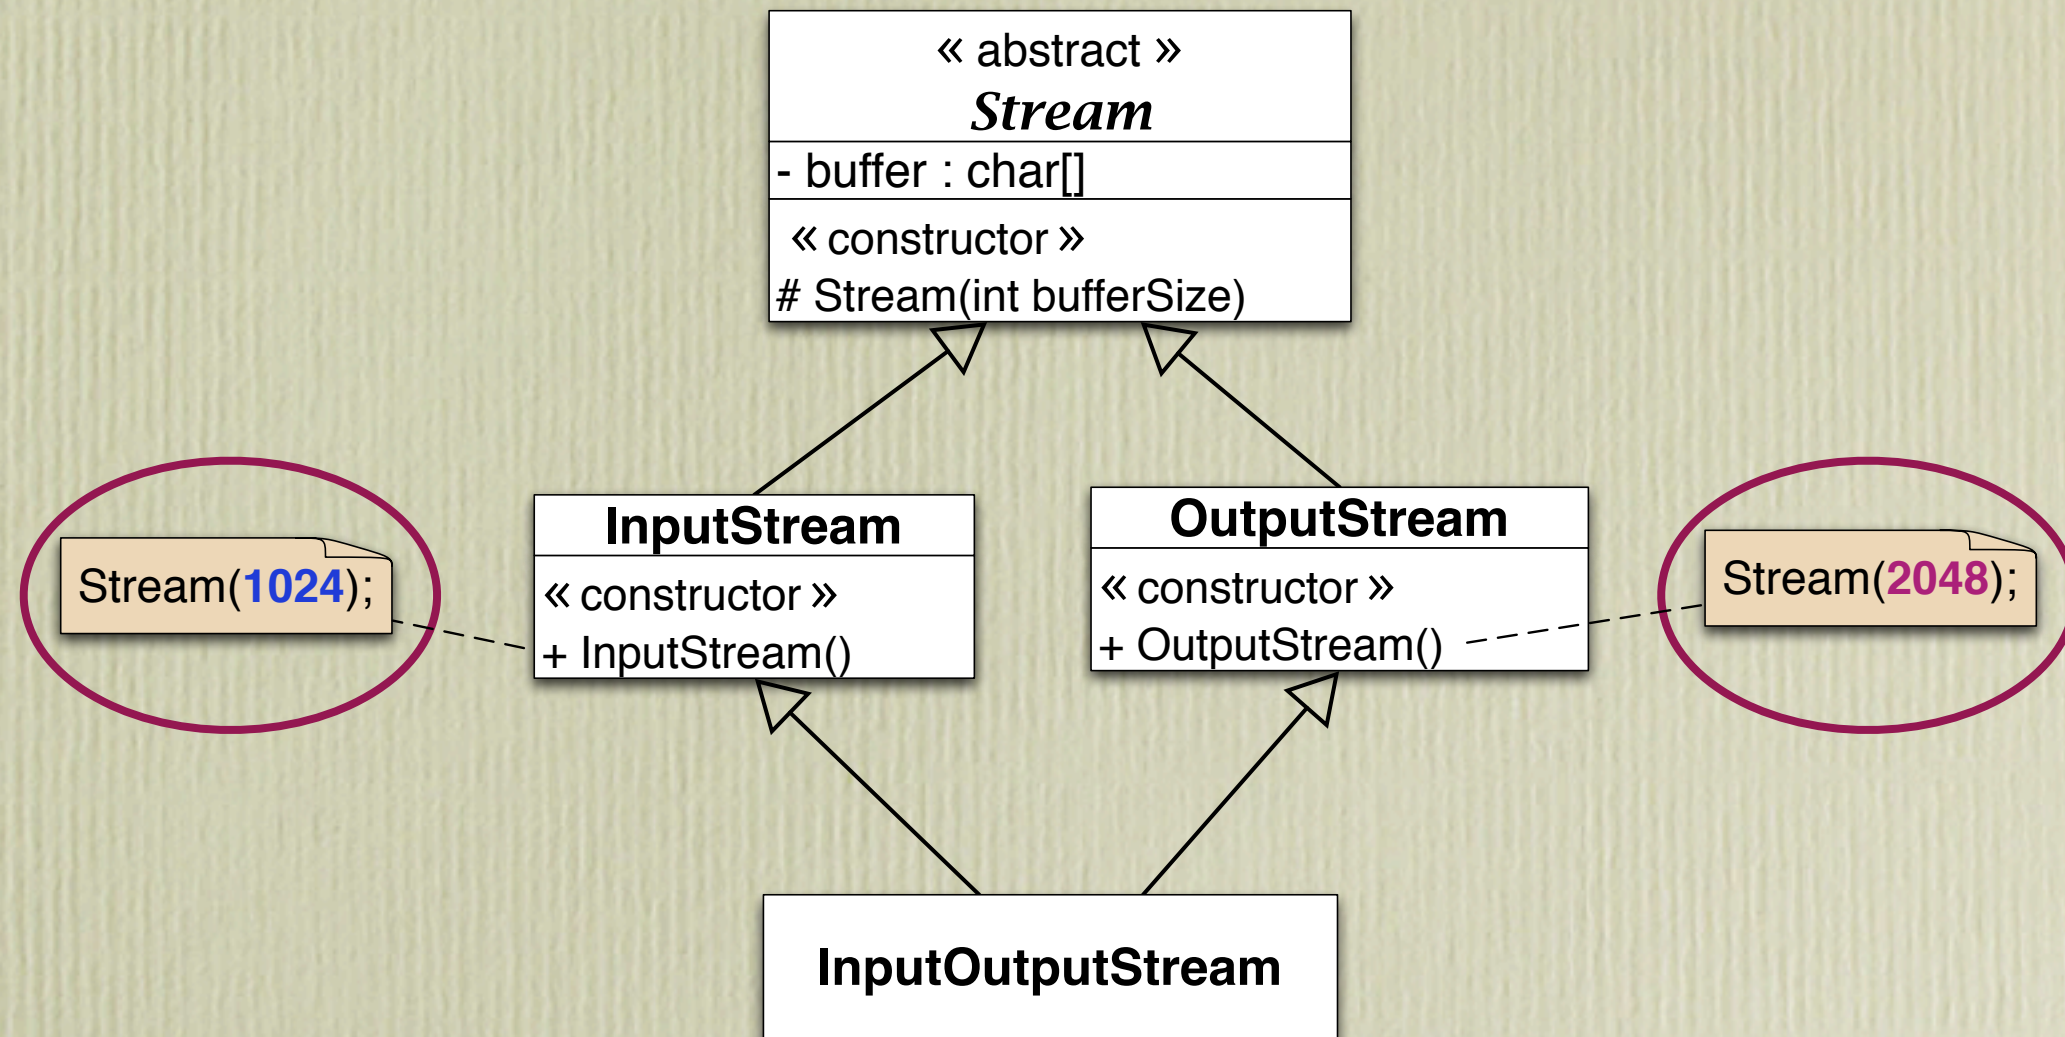 « abstract »
Stream
- buffer : char[]
« constructor »
# Stream(int bufferSize)
InputStream
« constructor »
+ InputStream()
OutputStream
« constructor »
+ OutputStream()
Stream(1024);
Stream(2048);
InputOutputStream